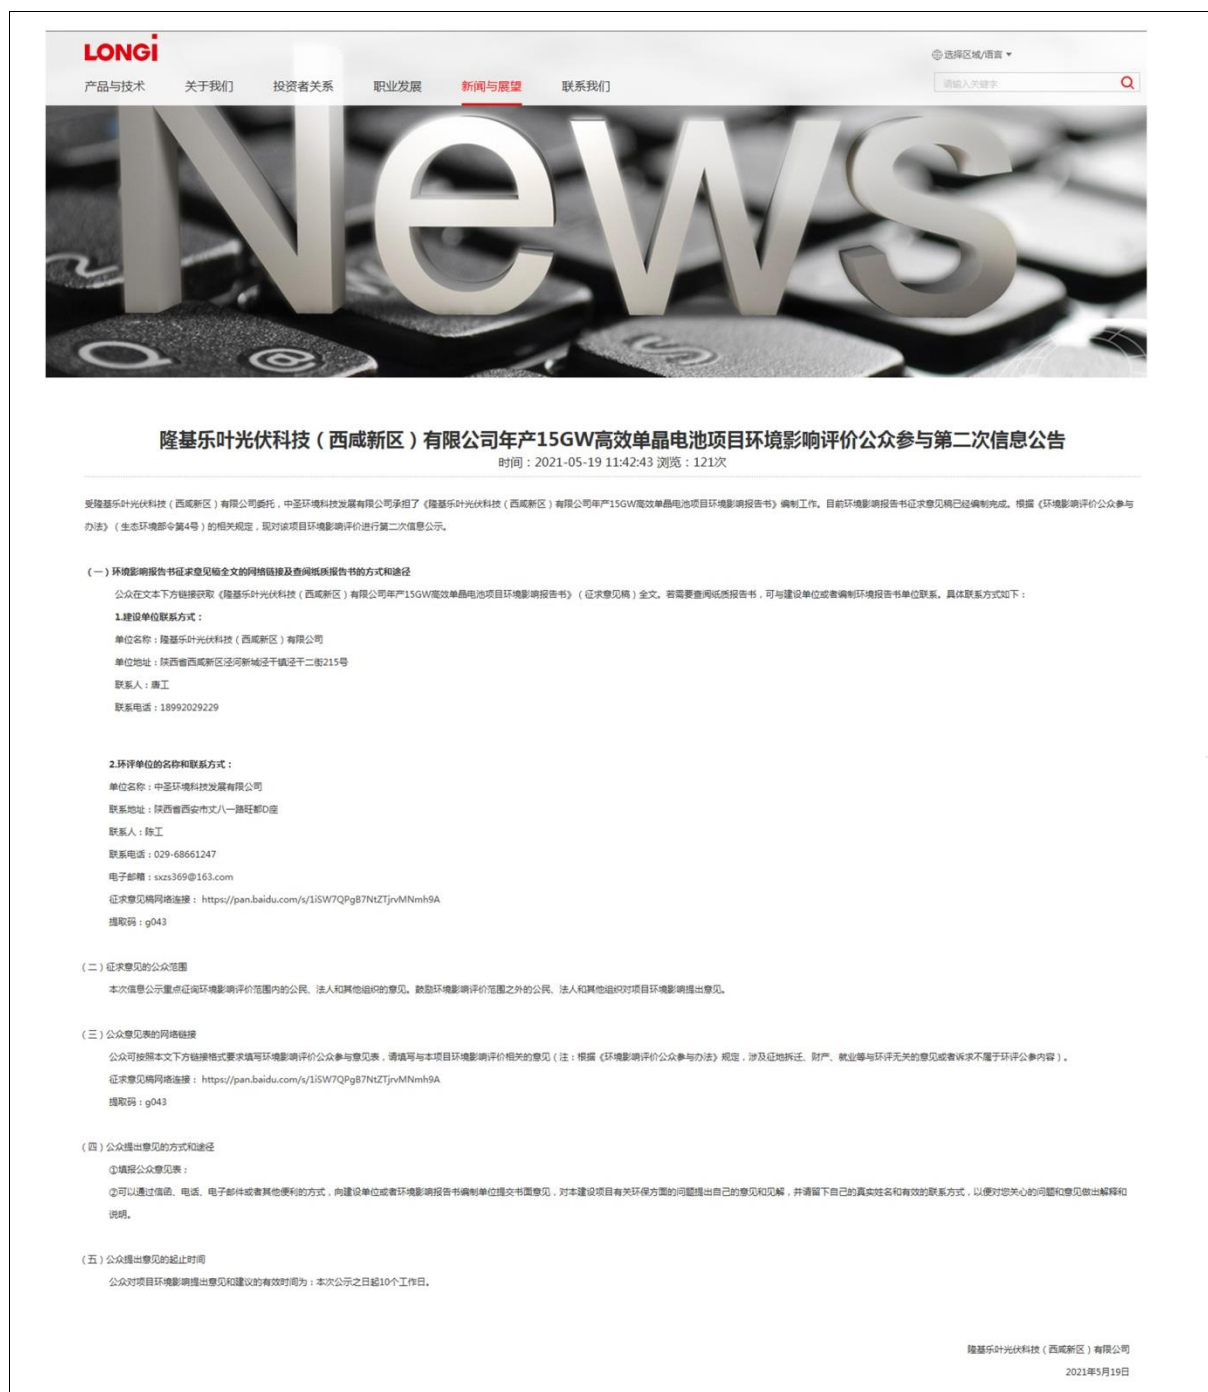 LONGi
选择区域/语言
产品与技术 关于我们 投资者关系 职业发展 新闻与展望 联系我们
请输入关键字
News
Q @ S
隆基乐叶光伏科技（西咸新区）有限公司年产15GW高效单晶电池项目环境影响评价公众参与第二次信息公告
时间：2021-05-19 11:42:43 浏览：121次
受隆基乐叶光伏科技（西咸新区）有限公司委托，中圣环境科技发展有限公司承担了《隆基乐叶光伏科技（西咸新区）有限公司年产15GW高效单晶电池项目环境影响报告书》编制工作。目前环境影响报告书征求意见稿已经编制完成。根据《环境影响评价公众参与
办法》（生态环境部令第4号）的相关规定，现对该项目环境影响评价进行第二次信息公示。
（一）环境影响报告书征求意见稿全文的网络链接及查阅纸质报告书的方式和途径
公众在文本下方链接获取《隆基乐叶光伏科技（西咸新区）有限公司年产15GW高效单晶电池项目环境影响报告书》（征求意见稿）全文。若需要查阅纸质报告书，可与建设单位或者编制环境报告书单位联系。具体联系方式如下：
1.建设单位联系方式：
单位名称：隆基乐叶光伏科技（西咸新区）有限公司
单位地址：陕西省西咸新区泾河新城泾干镇泾干二街215号
联系人：唐工
联系电话：18992029229
2.环评单位的名称和联系方式：
单位名称：中圣环境科技发展有限公司
联系地址：陕西省西安市丈八一路旺都D座
联系人：陈工
联系电话：029-68661247
电子邮箱：sxzs369@163.com
征求意见稿网络连接： https://pan.baidu.com/s/1iSW7QPgB7NtZTjrvMNmh9A
提取码：g043
（二）征求意见的公众范围
本次信息公示重点征询环境影响评价范围内的公民、法人和其他组织的意见。鼓励环境影响评价范围之外的公民、法人和其他组织对项目环境影响提出意见。
（三）公众意见表的网络链接
公众可按照本文下方链接格式要求填写环境影响评价公众参与意见表，请填写与本项目环境影响评价相关的意见（注：根据《环境影响评价公众参与办法》规定，涉及征地拆迁、财产、就业等与环评无关的意见或者诉求不属于环评公参内容）。
征求意见稿网络连接： https://pan.baidu.com/s/1iSW7QPgB7NtZTjrvMNmh9A
提取码：g043
（四）公众提出意见的方式和途径
①填报公众意见表；
②可以通过信函、电话、电子邮件或者其他便利的方式，向建设单位或者环境影响报告书编制单位提交书面意见，对本建设项目有关环保方面的问题提出自己的意见和见解，并请留下自己的真实姓名和有效的联系方式，以便对您关心的问题和意见做出解释和
说明。
（五）公众提出意见的起止时间
公众对项目环境影响提出意见和建议的有效时间为：本次公示之日起10个工作日。
隆基乐叶光伏科技（西咸新区）有限公司
2021年5月19日